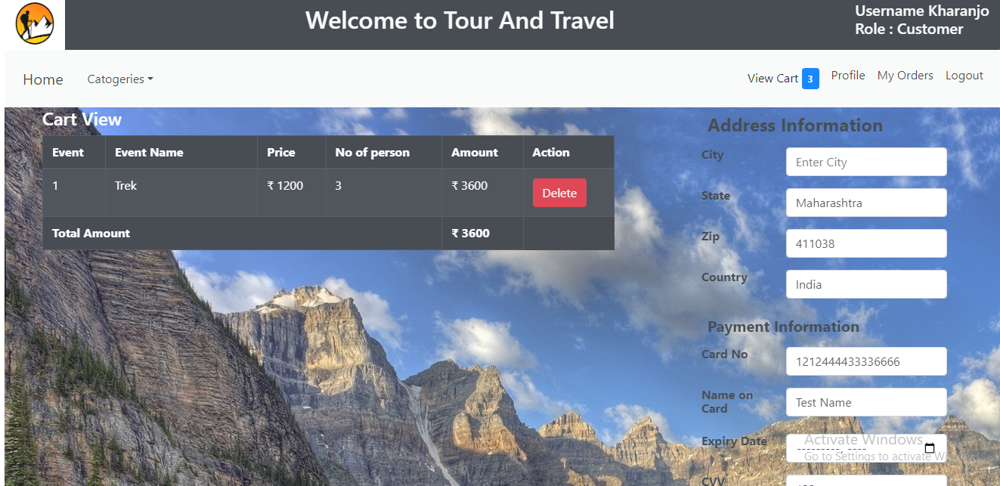 Welcome to Tour And Travel
Username Kharanjo
Role : Customer
Home
Catogeries
View Cart 3
Profile
My Orders
Logout
Cart View
Event Event Name Price No of person Amount Action
1 Trek ₹ 1200 3 ₹ 3600 Delete
Total Amount ₹ 3600
Address Information
City Enter City
State Maharashtra
Zip 411038
Country India
Payment Information
Card No 1212444433336666
Name on
Card
Test Name
Expiry Date ---------, ----
Activate Windows
Go to Settings to activate
CVV